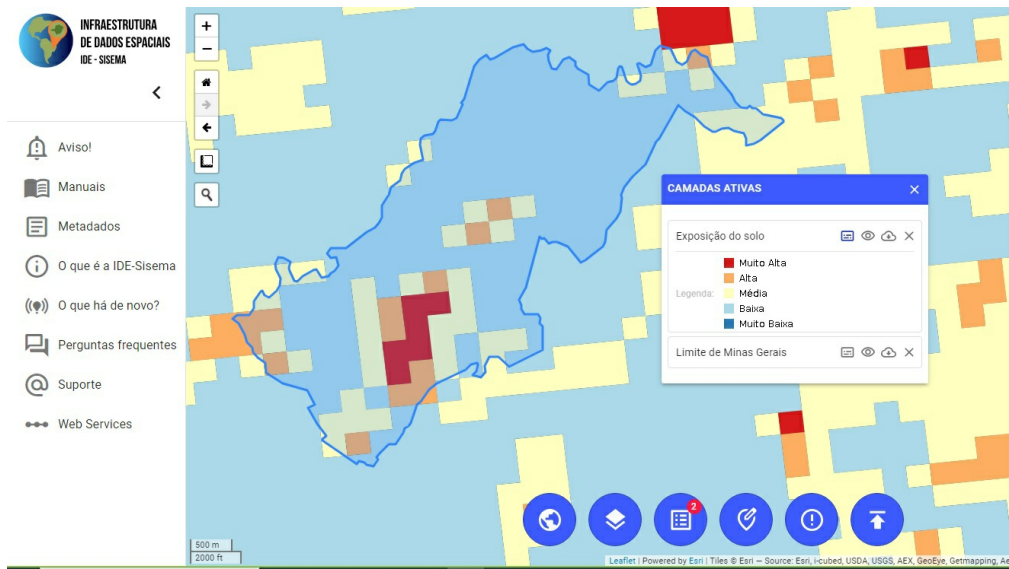 INFRAESTRUTURA
DE DADOS ESPACIAIS
IDE - SISEMA
Aviso!
Manuais
Metadados
O que é a IDE-Sisema
O que há de novo?
Perguntas frequentes
Suporte
Web Services
+
−
CAMADAS ATIVAS
Exposição do solo
Legenda:
Muito Alta
Alta
Média
Baixa
Muito Baixa
Limite de Minas Gerais
2
500 m
2000 ft
Leaflet | Powered by Esri | Tiles © Esri — Source: Esri, i-cubed, USDA, USGS, AEX, GeoEye, Getmapping, Ae